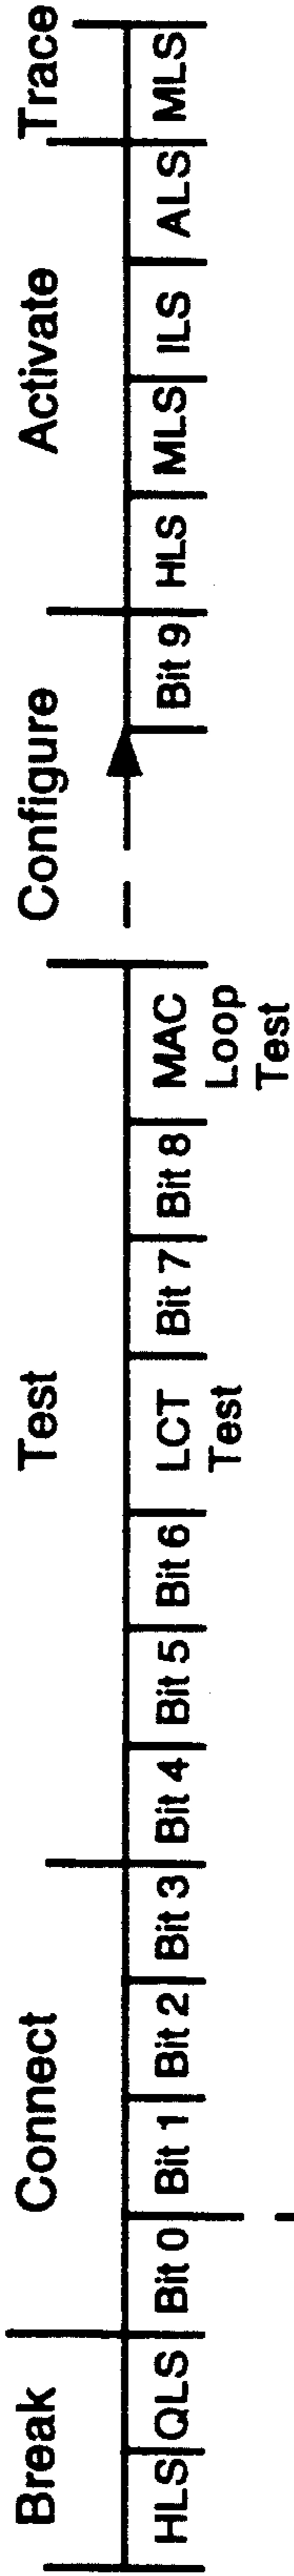 Break Connect Test Configure Activate Trace
HLS QLS Bit 0 Bit 1 Bit 2 Bit 3 Bit 4 Bit 5 Bit 6 LCT Bit 7 Bit 8 MAC Bit 9 HLS MLS ILS ALS MLS
Test Loop
Test